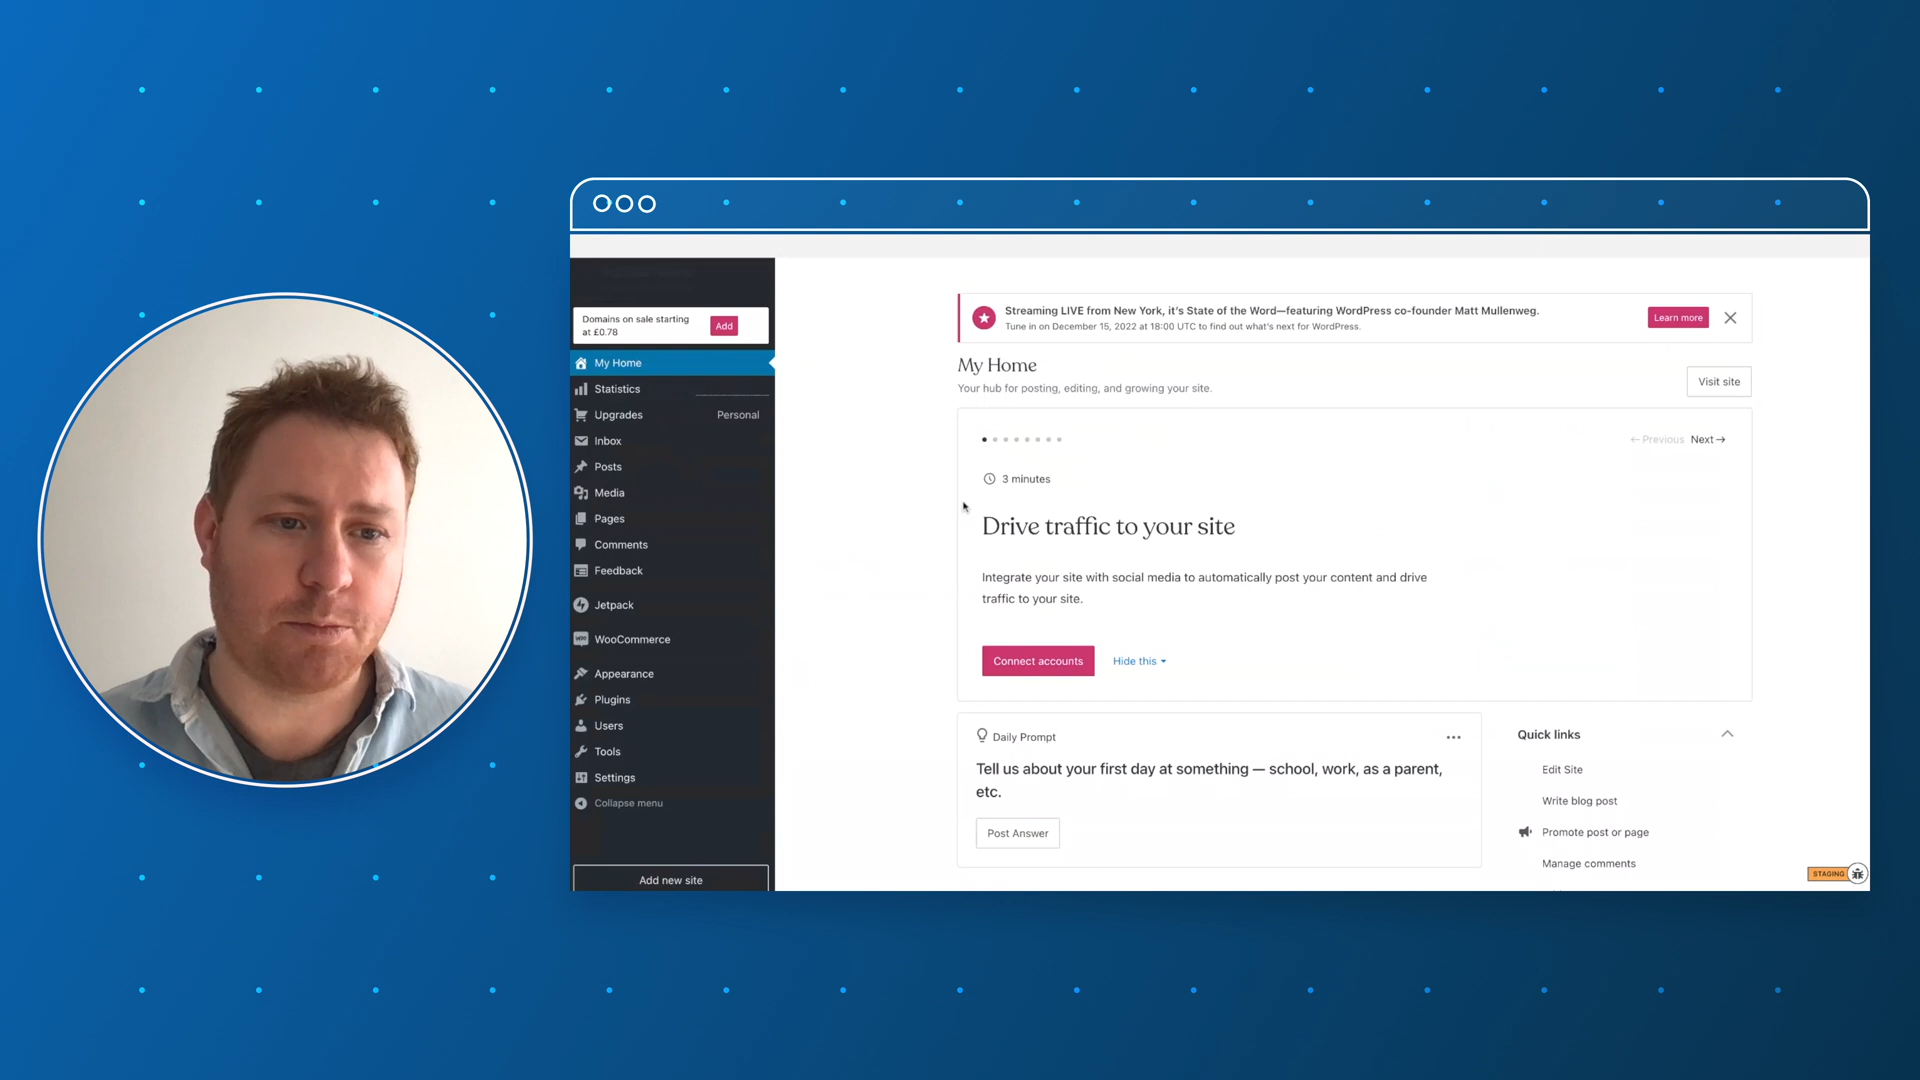 Domains on sale starting
at £0.78
Add
My Home
Statistics
Upgrades
Personal
Inbox
Posts
Media
Pages
Comments
Feedback
Jetpack
WooCommerce
Appearance
Plugins
Users
Tools
Settings
Collapse menu
Add new site
Streaming LIVE from New York, it's State of the Word—featuring WordPress co-founder Matt Mullenweg.
Tune in on December 15, 2022 at 18:00 UTC to find out what's next for WordPress.
Learn more
My Home
Your hub for posting, editing, and growing your site.
Visit site
← Previous Next →
3 minutes
Drive traffic to your site
Integrate your site with social media to automatically post your content and drive
traffic to your site.
Connect accounts
Hide this
Daily Prompt
Tell us about your first day at something — school, work, as a parent,
etc.
Post Answer
Quick links
Edit Site
Write blog post
Promote post or page
Manage comments
STAGING